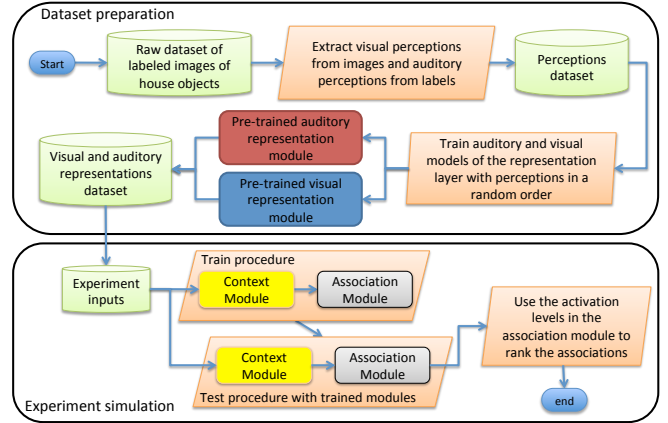 Dataset preparation
Start
Raw dataset of
labeled images of
house objects
Extract visual perceptions
from images and auditory
perceptions from labels
Perceptions
dataset
Train auditory and visual
models of the representation
layer with perceptions in a
random order
Pre-trained auditory
representation
module
Pre-trained visual
representation
module
Visual and auditory
representations
dataset
Experiment
inputs
Train procedure
Context
Module
Association
Module
Context
Module
Association
Module
Test procedure with trained modules
Use the activation
levels in the
association module to
rank the associations
end
Experiment simulation